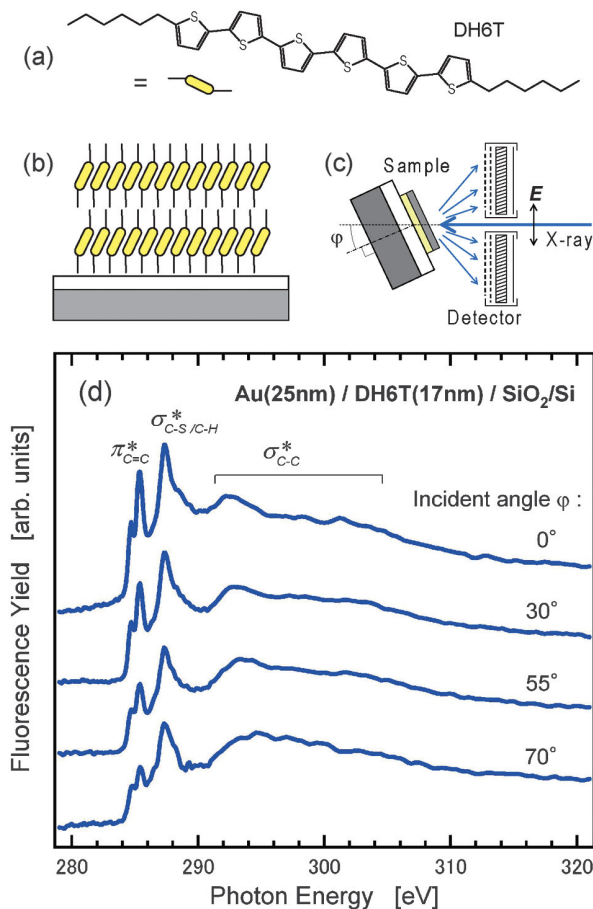 S S S S S S
DH6T
(a)
=
(b)
(c) Sample
E
φ
X-ray
Detector
(d) Au(25nm) / DH6T(17nm) / SiO₂/Si
σ*C-S /C-H
π*C=C
σ*C-C
Incident angle φ :
0°
30°
55°
70°
Fluorescence Yield [arb. units]
280 290 300 310 320
Photon Energy [eV]